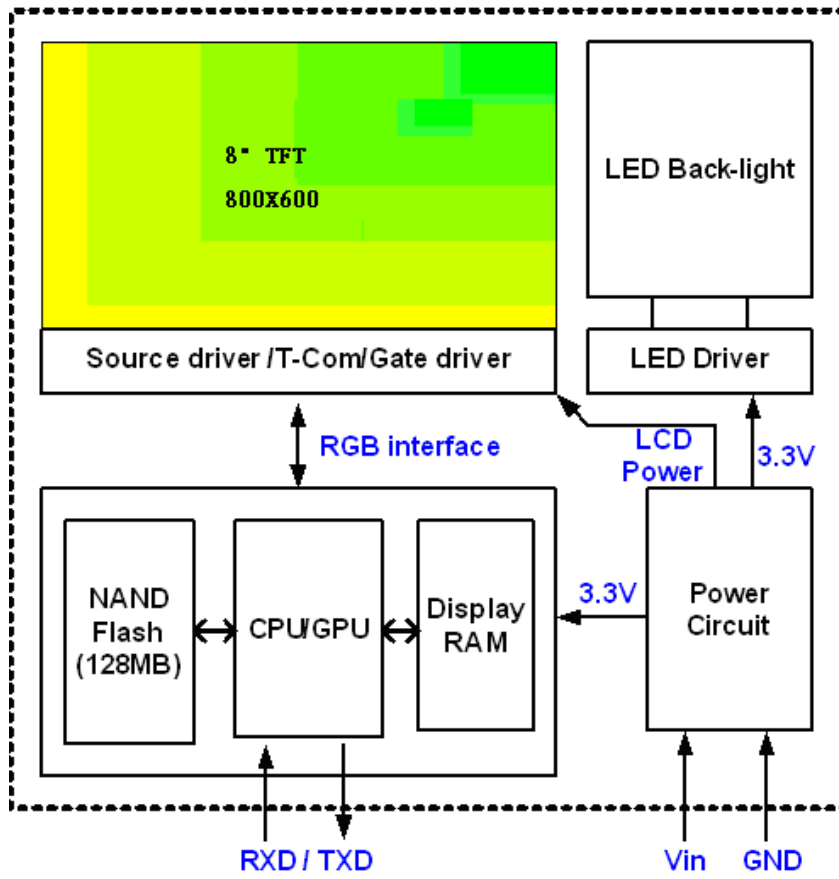 8" TFT
800X600
LED Back-light
Source driver /T-Com/Gate driver
LED Driver
RGB interface
LCD
Power
3.3V
NAND
Flash
(128MB)
CPU/GPU
Display
RAM
3.3V
Power
Circuit
RXD / TXD
Vin
GND